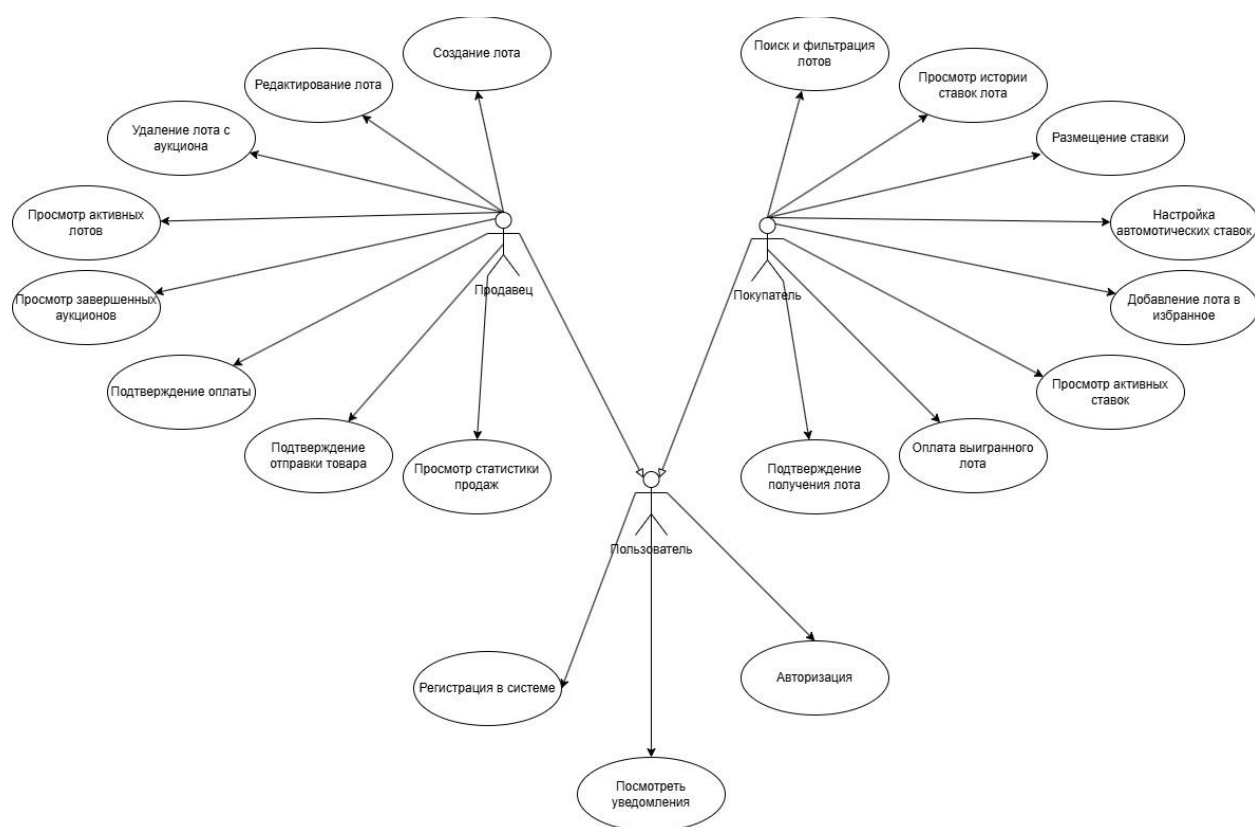 Создание лота
Редактирование лота
Удаление лота с
аукциона
Просмотр активных
лотов
Просмотр завершенных
аукционов
Подтверждение оплаты
Подтверждение
отправки товара
Просмотр статистики
продаж
Продавец
Поиск и фильтрация
лотов
Просмотр истории
ставок лота
Размещение ставки
Настройка
автомотических ставок
Добавление лота в
избранное
Просмотр активных
ставок
Оплата выигранного
лота
Подтверждение
получения лота
Покупатель
Пользователь
Регистрация в системе
Авторизация
Посмотреть
уведомления